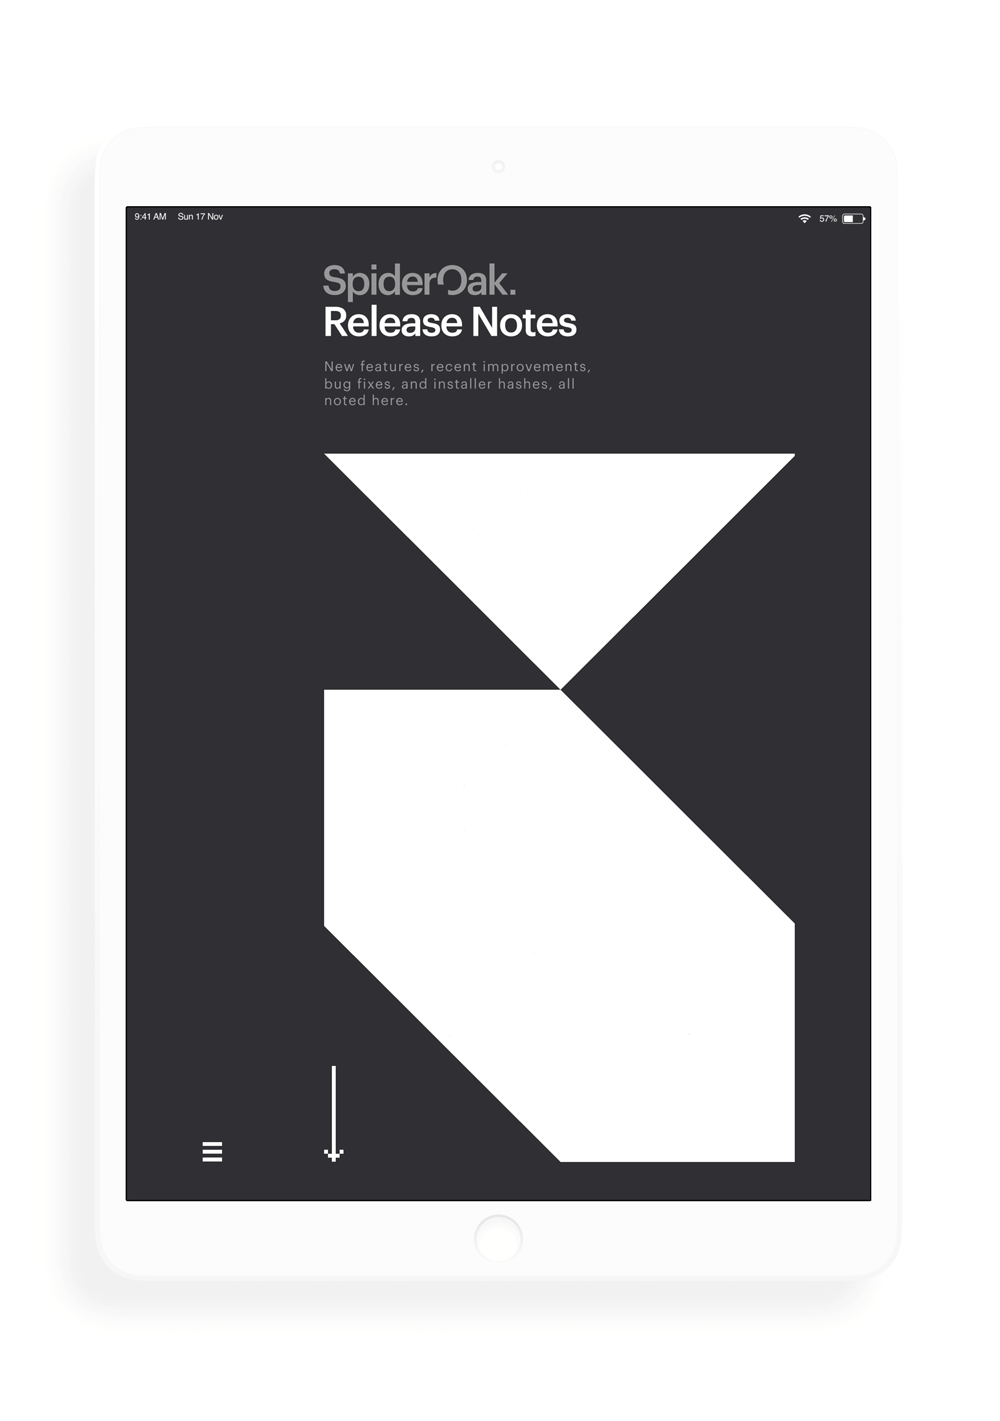 9:41 AM Sun 17 Nov 57%
SpiderOak.
Release Notes
New features, recent improvements,
bug fixes, and installer hashes, all
noted here.